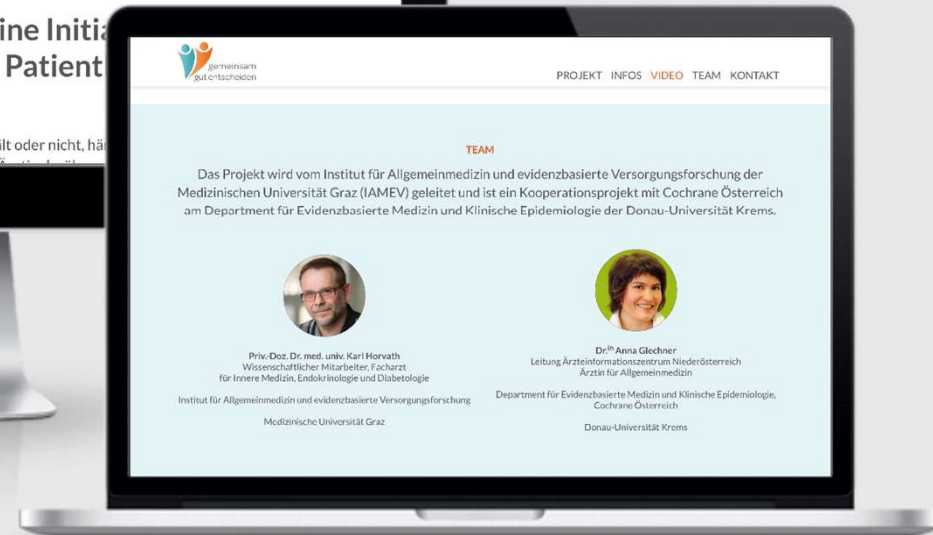 ine Initia
Patient
ält oder nicht, hä
gemeinsam
gut entscheiden
PROJEKT INFOS VIDEO TEAM KONTAKT
TEAM
Das Projekt wird vom Institut für Allgemeinmedizin und evidenzbasierte Versorgungsforschung der
Medizinischen Universität Graz (IAMEV) geleitet und ist ein Kooperationsprojekt mit Cochrane Österreich
am Department für Evidenzbasierte Medizin und Klinische Epidemiologie der Donau-Universität Krems.
Priv.-Doz. Dr. med. univ. Karl Horvath
Wissenschaftlicher Mitarbeiter, Facharzt
für Innere Medizin, Endokrinologie und Diabetologie
Institut für Allgemeinmedizin und evidenzbasierte Versorgungsforschung
Medizinische Universität Graz
Dr.in Anna Glechner
Leitung Ärzteinformationszentrum Niederösterreich
Ärztin für Allgemeinmedizin
Department für Evidenzbasierte Medizin und Klinische Epidemiologie,
Cochrane Österreich
Donau-Universität Krems